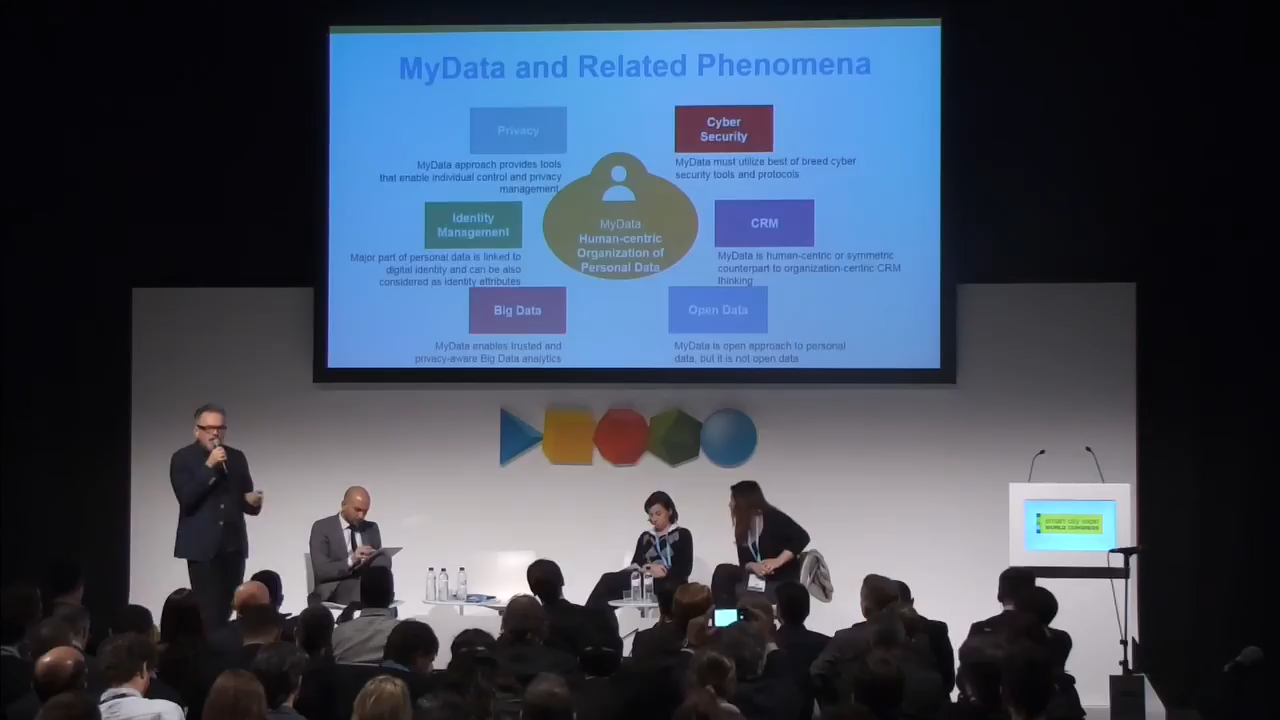 MyData and Related Phenomena
Privacy
MyData approach provides tools
that enable individual control and privacy
management.
Cyber
Security
MyData must utilize best of breed cyber
security tools and protocols
Identity
Management
Major part of personal data is linked to
digital identity and can be also
considered as identity attributes
MyData
Human-centric
Organization of
Personal Data
CRM
MyData is human-centric or symmetric
counterpart to organization-centric CRM
thinking
Big Data
MyData enables trusted and
privacy-aware Big Data analytics
Open Data
MyData is open approach to personal
data, but it is not open data
smart city expo
WORLD CONGRESS